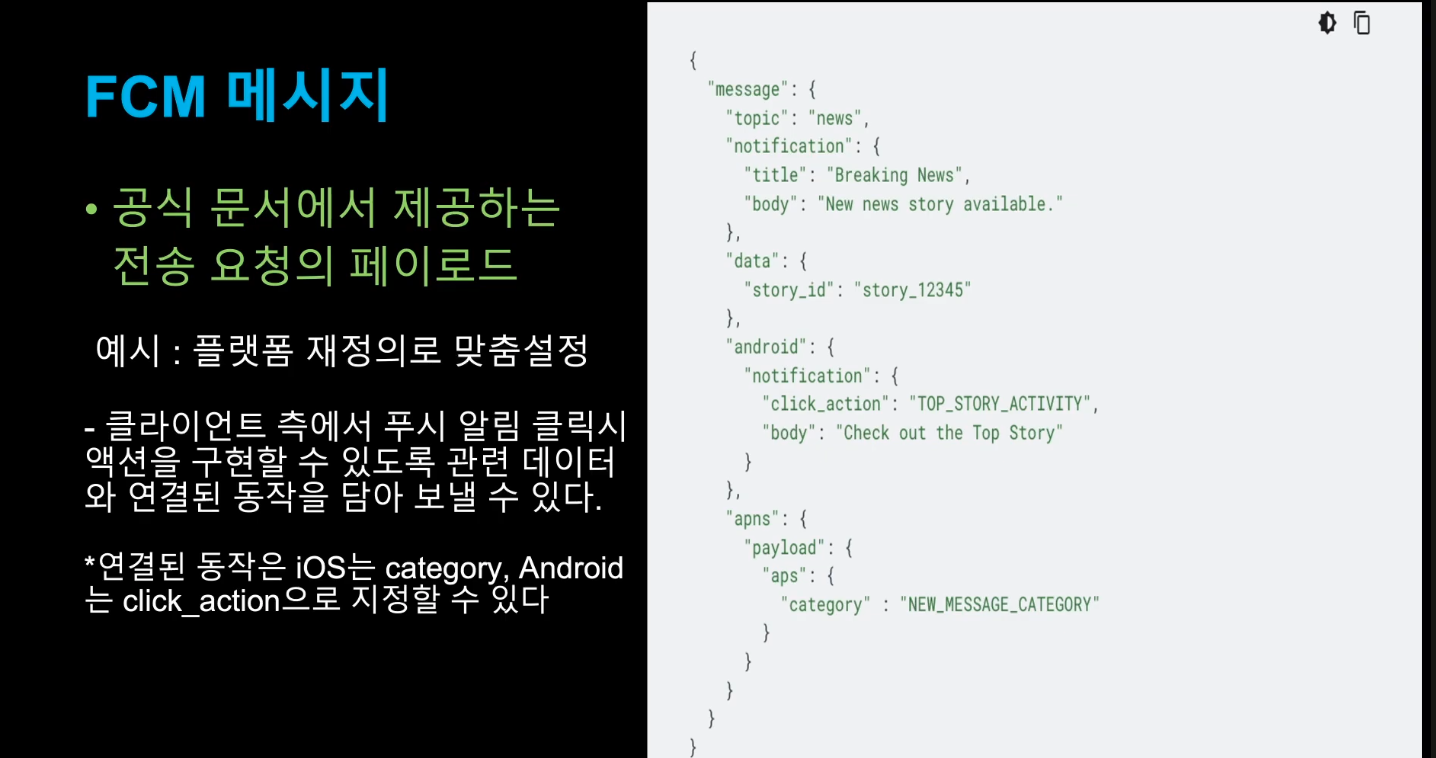 FCM 메시지
• 공식 문서에서 제공하는
전송 요청의 페이로드
예시 : 플랫폼 재정의로 맞춤설정
- 클라이언트 측에서 푸시 알림 클릭시
액션을 구현할 수 있도록 관련 데이터
와 연결된 동작을 담아 보낼 수 있다.
*연결된 동작은 iOS는 category, Android
는 click_action으로 지정할 수 있다
{
  "message": {
    "topic": "news",
    "notification": {
      "title": "Breaking News",
      "body": "New news story available."
    },
    "data": {
      "story_id": "story_12345"
    },
    "android": {
      "notification": {
        "click_action": "TOP_STORY_ACTIVITY",
        "body": "Check out the Top Story"
      }
    },
    "apns": {
      "payload": {
        "aps": {
          "category" : "NEW_MESSAGE_CATEGORY"
        }
      }
    }
  }
}